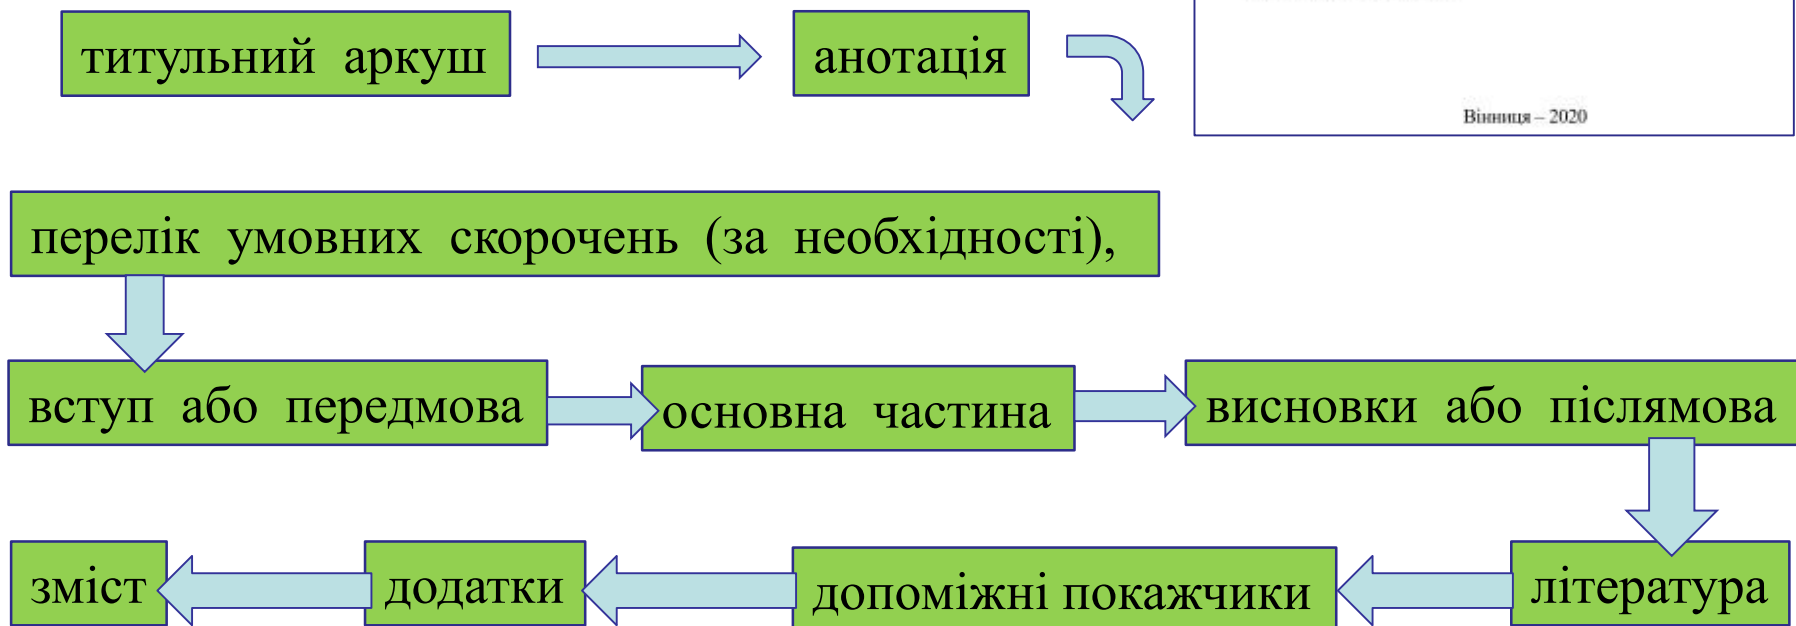 титульний аркуш
анотація
Вінниця – 2020
перелік умовних скорочень (за необхідності),
вступ або передмова
основна частина
висновки або післямова
література
допоміжні покажчики
додатки
зміст